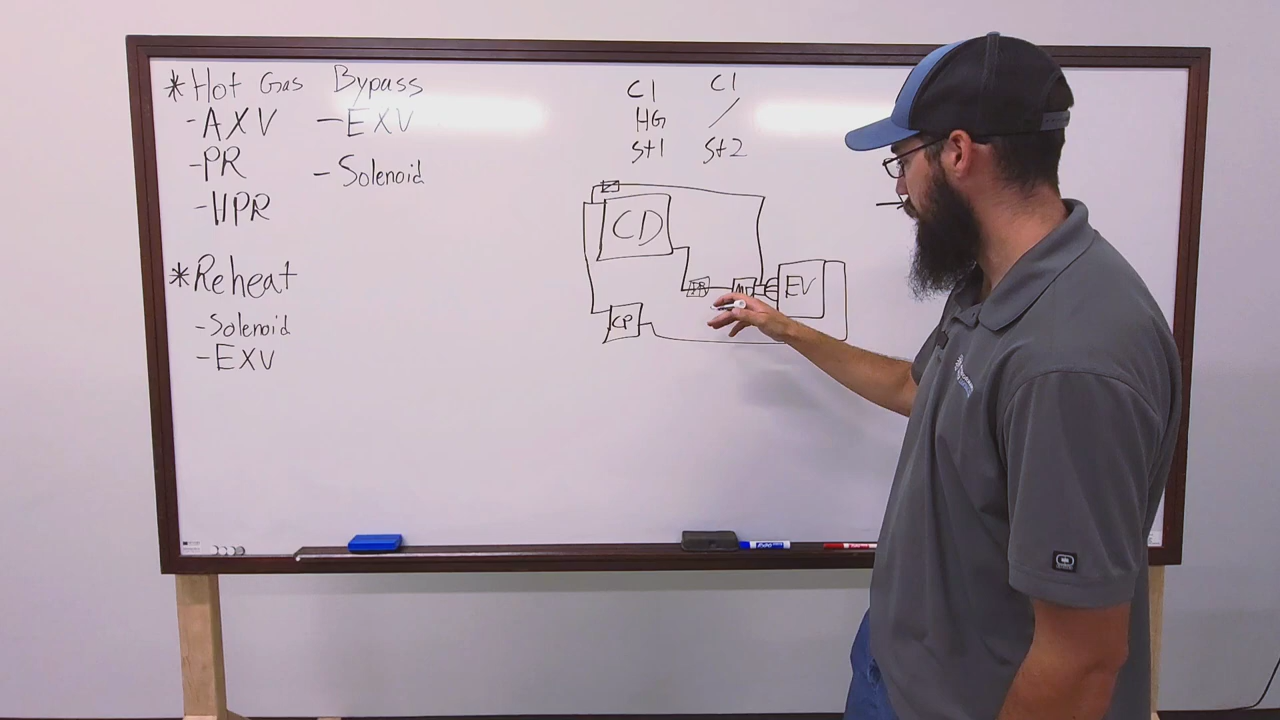 *Hot Gas Bypass
-AXV
-EXV
-PR
-Solenoid
-HPR
*Reheat
-Solenoid
-EXV
C1
C1
HG
/
St1
St2
CD
EV
CP
EXPO